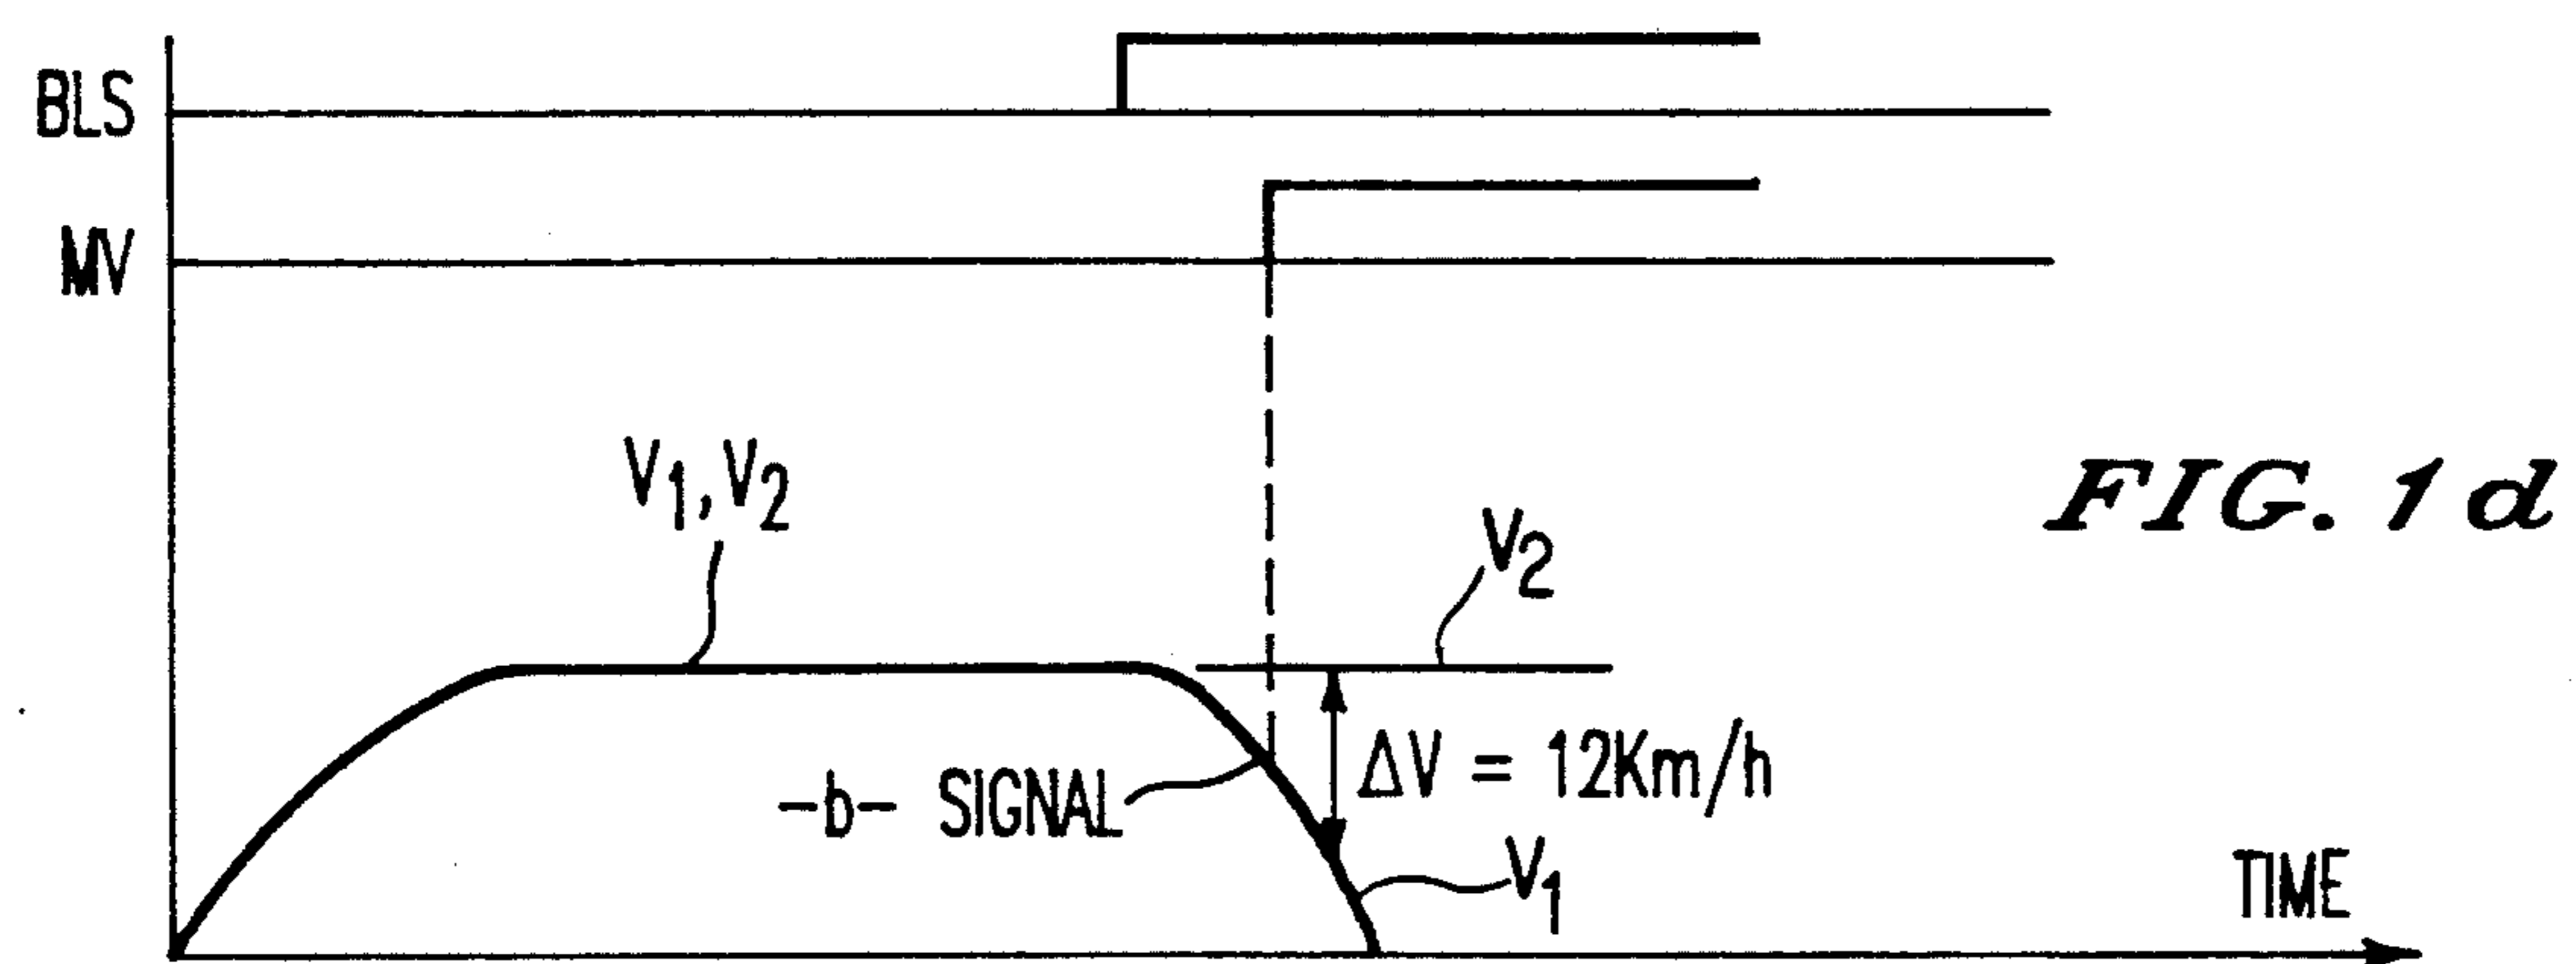 BLS
MV
V1, V2
V2
FIG. 1d
-b- SIGNAL
ΔV = 12Km/h
V1
TIME